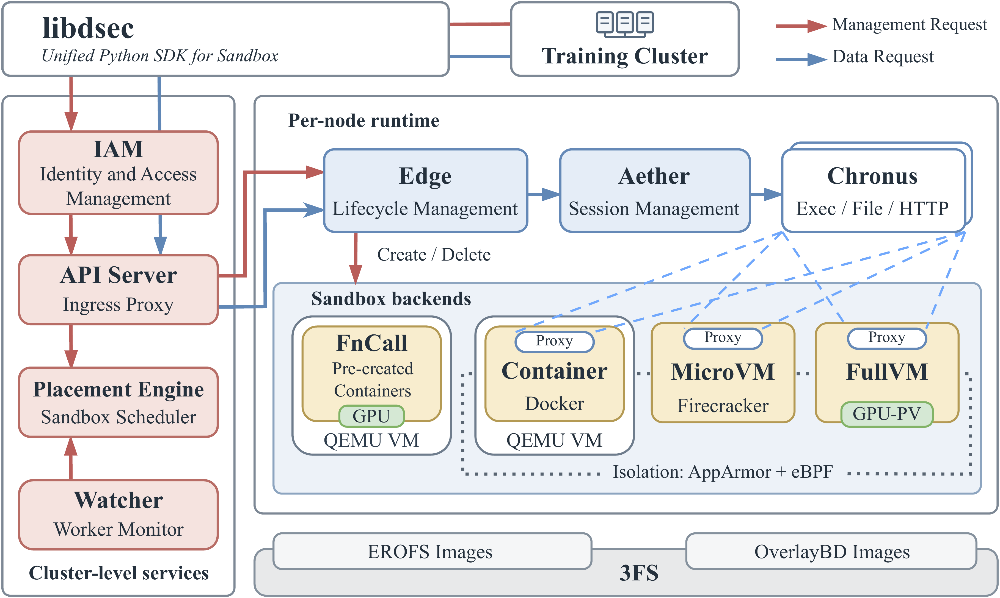 libdsec
Unified Python SDK for Sandbox
Training Cluster
Management Request
Data Request
IAM
Identity and Access
Management
API Server
Ingress Proxy
Placement Engine
Sandbox Scheduler
Watcher
Worker Monitor
Cluster-level services
Per-node runtime
Edge
Lifecycle Management
Aether
Session Management
Chronus
Exec / File / HTTP
Create / Delete
Sandbox backends
FnCall
Pre-created
Containers
GPU
QEMU VM
Proxy
Container
Docker
QEMU VM
Proxy
MicroVM
Firecracker
Proxy
FullVM
GPU-PV
Isolation: AppArmor + eBPF
EROFS Images
OverlayBD Images
3FS